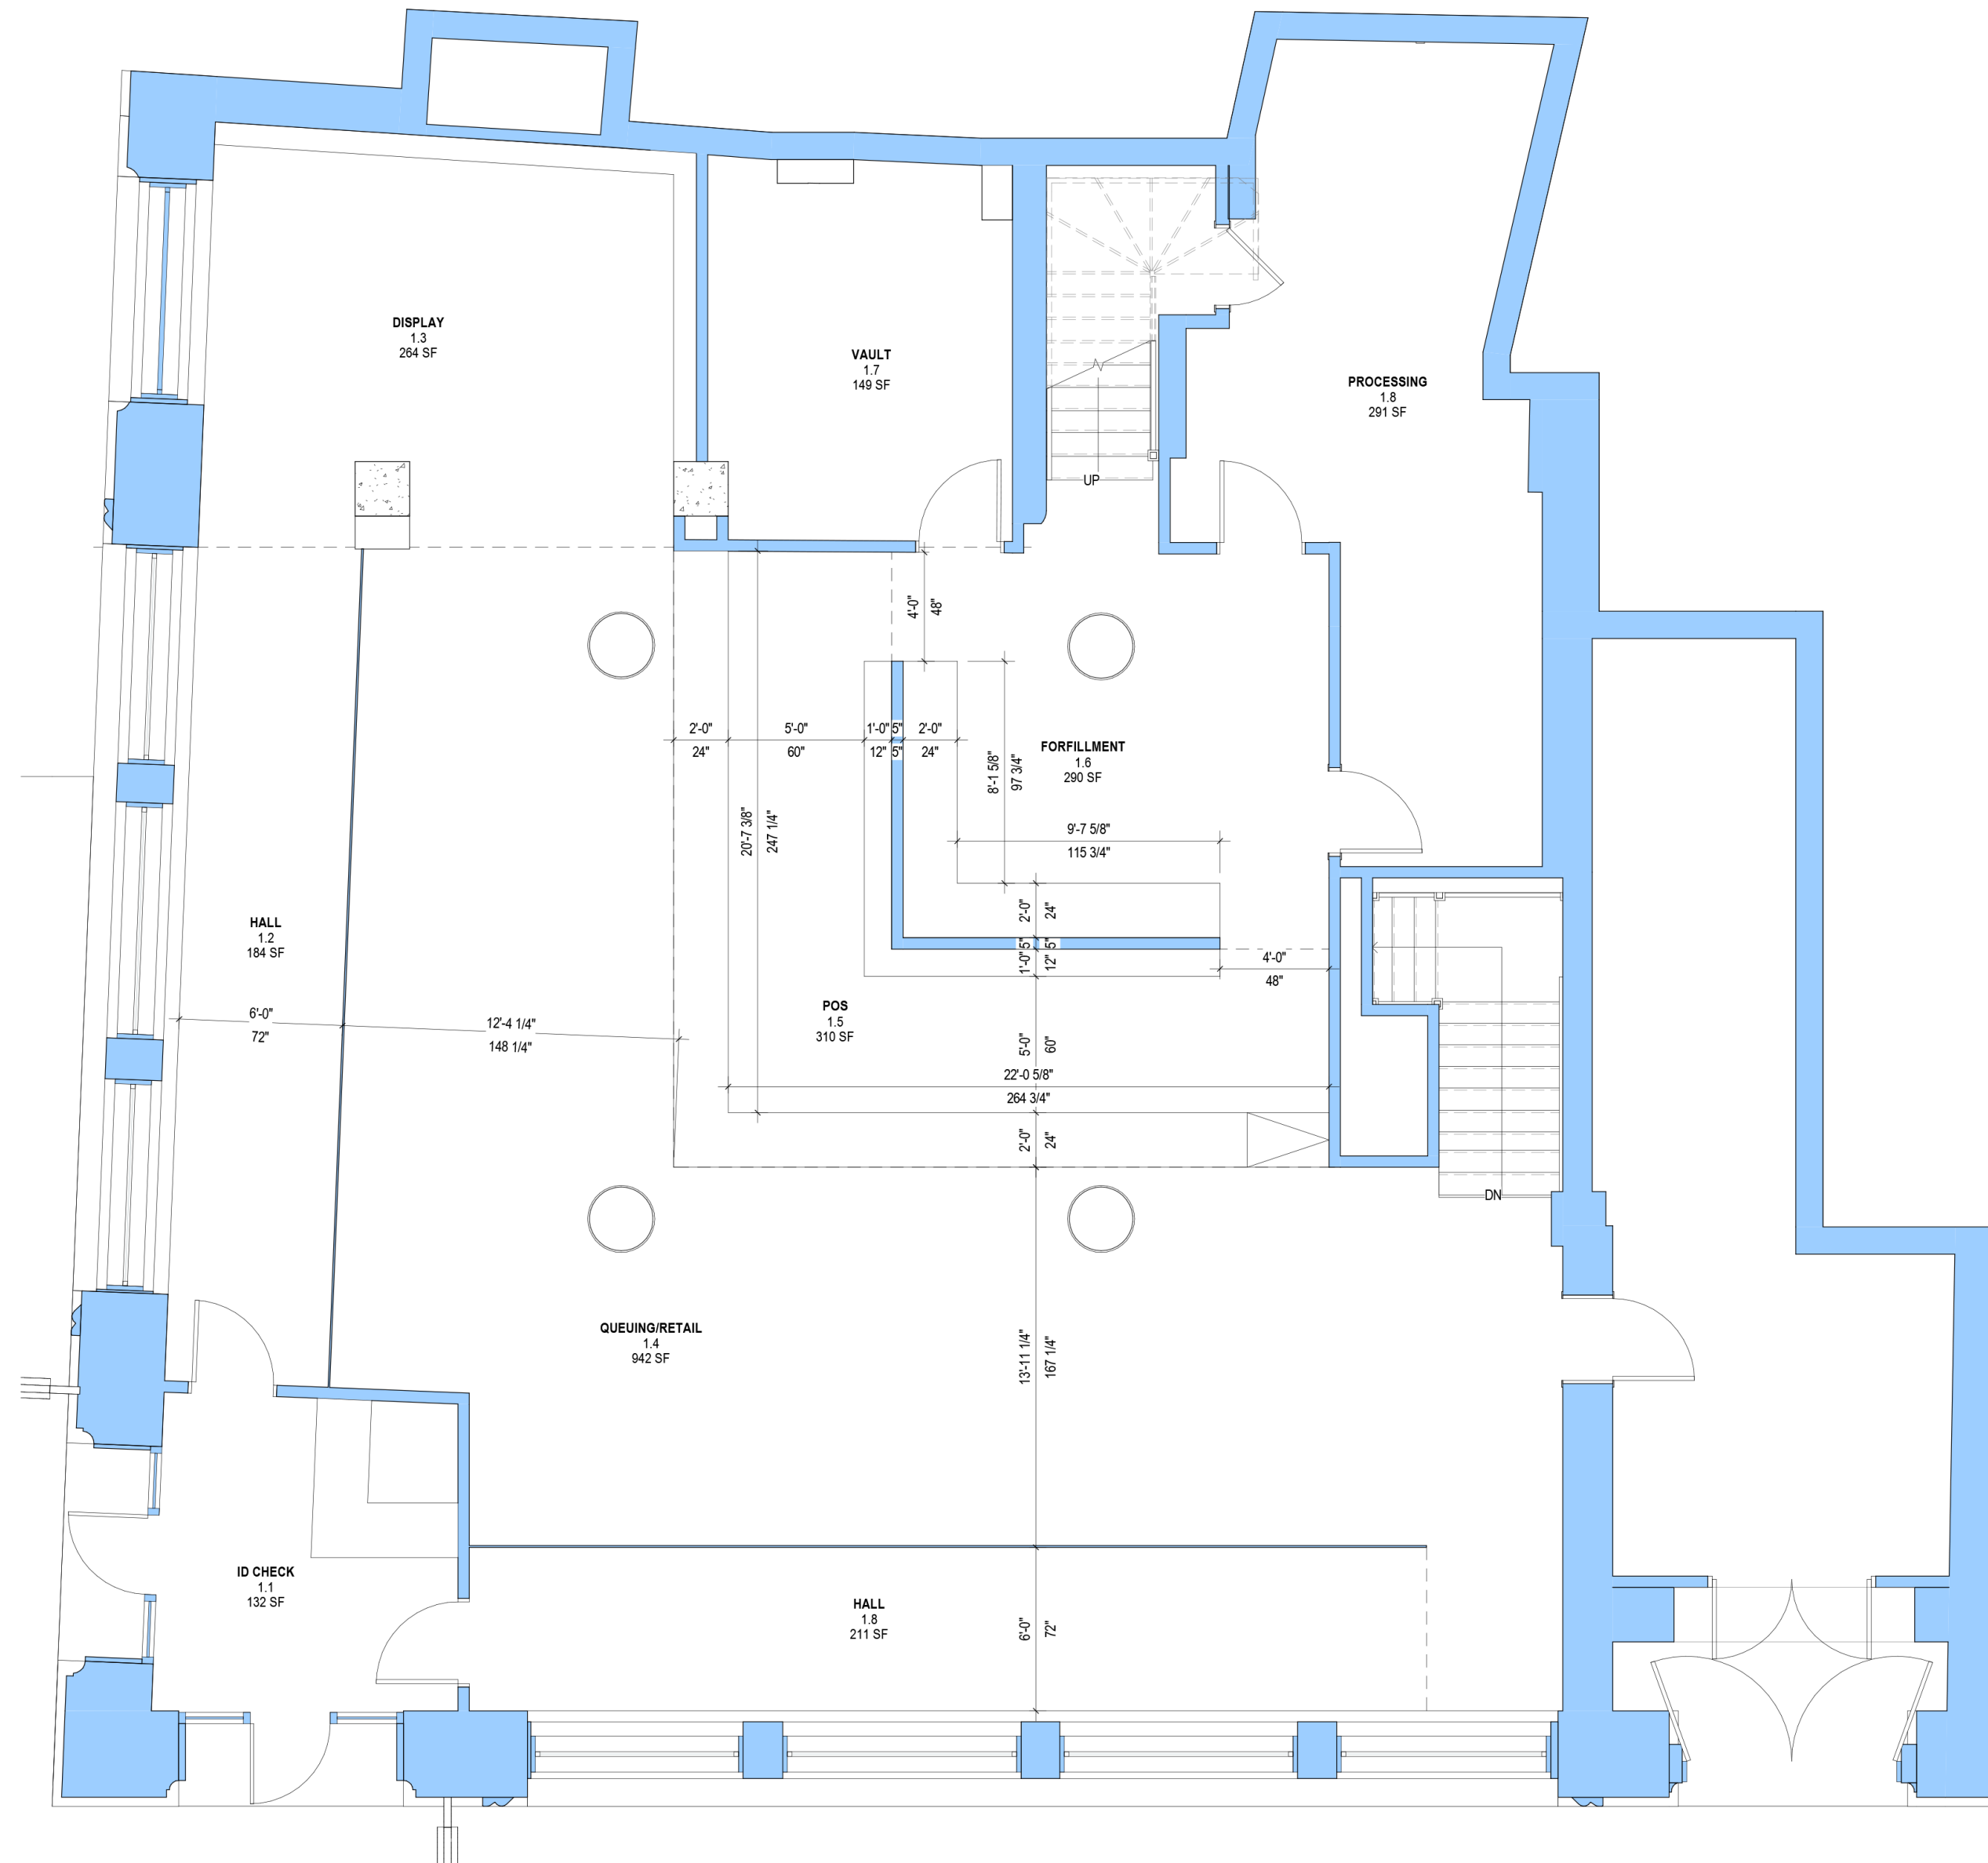 DISPLAY
1.3
264 SF
VAULT
1.7
149 SF
PROCESSING
1.8
291 SF
UP
4'-0"
48"
2'-0"
24"
5'-0"
60"
1'-0"
12"
5"
5"
2'-0"
24"
FORFILLMENT
1.6
290 SF
8'-1 5/8"
97 3/4"
20'-7 3/8"
247 1/4"
9'-7 5/8"
115 3/4"
HALL
1.2
184 SF
2'-0"
24"
1'-0"
5"
12"
5"
4'-0"
48"
6'-0"
72"
12'-4 1/4"
148 1/4"
POS
1.5
310 SF
5'-0"
60"
22'-0 5/8"
264 3/4"
2'-0"
24"
DN
QUEUING/RETAIL
1.4
942 SF
13'-11 1/4"
167 1/4"
ID CHECK
1.1
132 SF
HALL
1.8
211 SF
6'-0"
72"